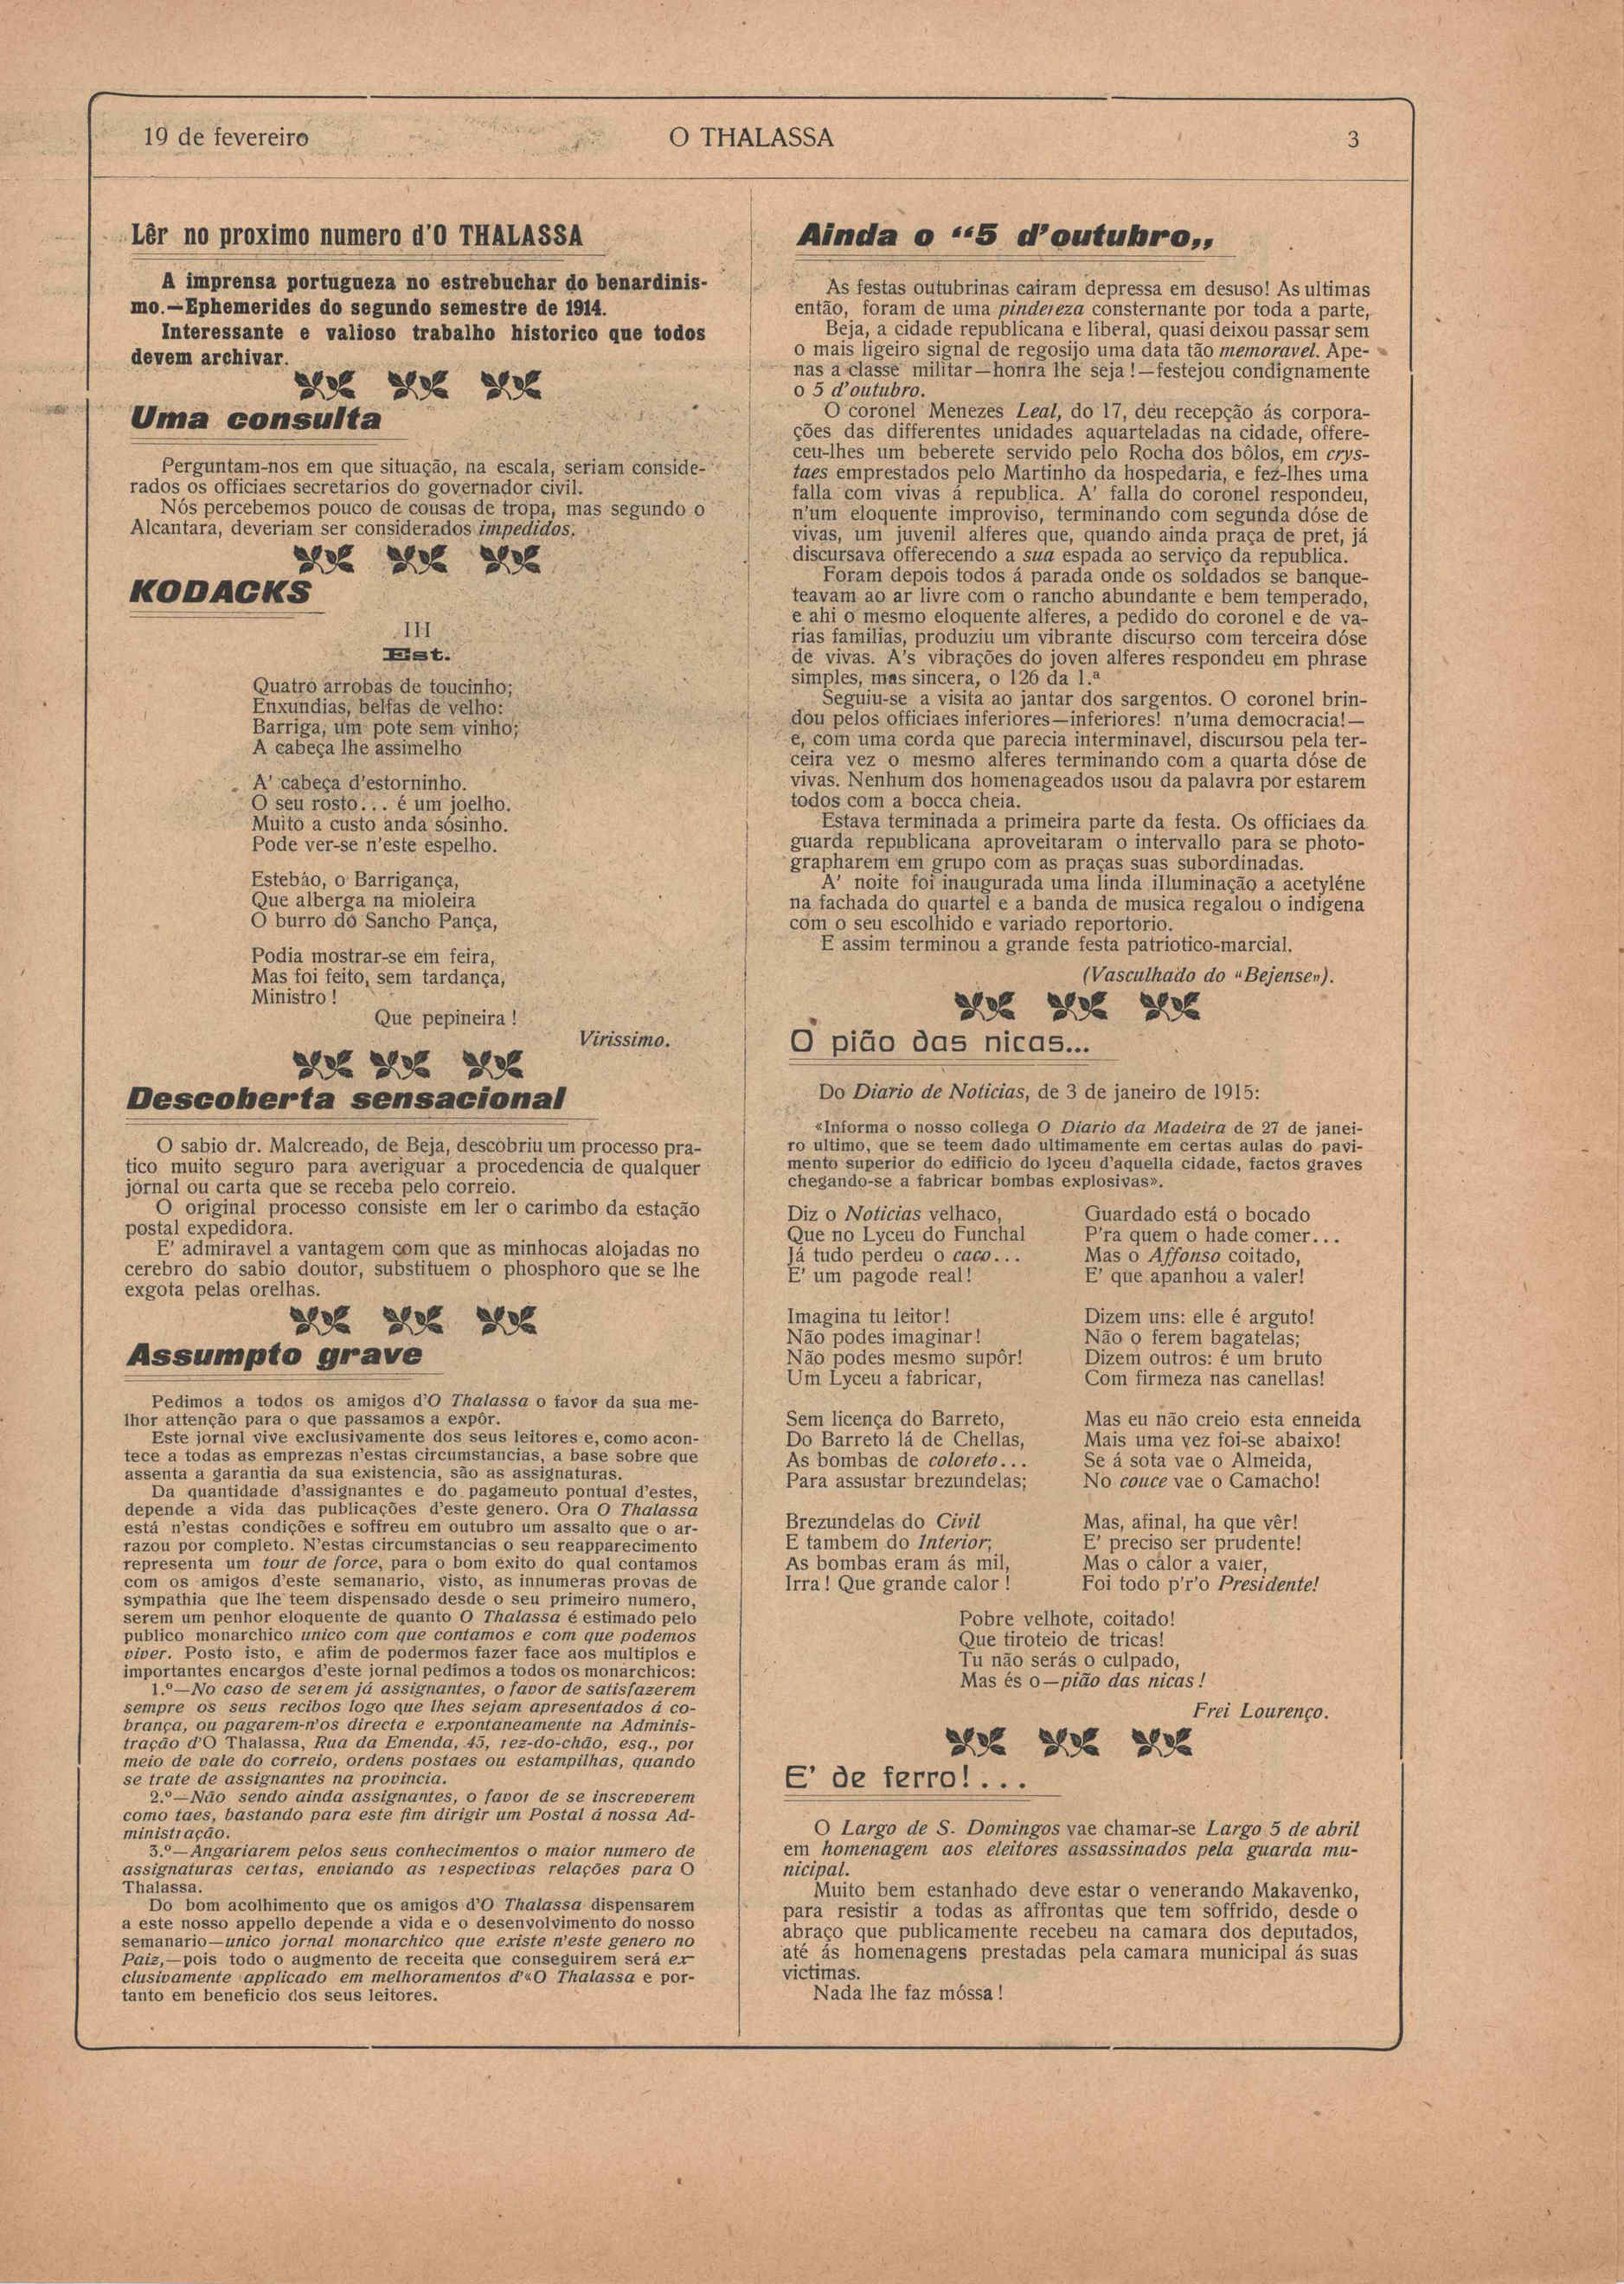 19 de fevereiro
O THALASSA
3
Lêr no proximo numero d'O THALASSA
A imprensa portugueza no estrebuchar do benardinis-
mo.—Ephemerides do segundo semestre de 1914.
Interessante e valioso trabalho historico que todos
devem archivar.
Uma consulta
Perguntam-nos em que situação, na escala, seriam conside-
rados os officiaes secretarios do governador civil.
Nós percebemos pouco de cousas de tropa, mas segundo o
Alcantara, deveriam ser considerados impedidos.
KODACKS
III
Est.
Quatro arrobas de toucinho;
Enxundias, belfas de velho:
Barriga, um pote sem vinho;
A cabeça lhe assimelho
A' cabeça d'estorninho.
O seu rosto... é um joelho.
Muito a custo anda sósinho.
Pode ver-se n'este espelho.
Estebão, o Barrigança,
Que alberga na mioleira
O burro do Sancho Pança,
Podia mostrar-se em feira,
Mas foi feito, sem tardança,
Ministro!
Que pepineira!
Virissimo.
Descoberta sensacional
O sabio dr. Malcreado, de Beja, descobriu um processo pra-
tico muito seguro para averiguar a procedencia de qualquer
jornal ou carta que se receba pelo correio.
O original processo consiste em ler o carimbo da estação
postal expedidora.
E' admiravel a vantagem com que as minhocas alojadas no
cerebro do sabio doutor, substituem o phosphoro que se lhe
exgota pelas orelhas.
Assumpto grave
Pedimos a todos os amigos d'O Thalassa o favor da sua me-
lhor attenção para o que passamos a expôr.
Este jornal vive exclusivamente dos seus leitores e, como acon-
tece a todas as emprezas n'estas circumstancias, a base sobre que
assenta a garantia da sua existencia, são as assignaturas.
Da quantidade d'assignantes e do pagameuto pontual d'estes,
depende a vida das publicações d'este genero. Ora O Thalassa
está n'estas condições e soffreu em outubro um assalto que o ar-
razou por completo. N'estas circumstancias o seu reapparecimento
representa um tour de force, para o bom exito do qual contamos
com os amigos d'este semanario, visto, as innumeras provas de
sympathia que lhe teem dispensado desde o seu primeiro numero,
serem um penhor eloquente de quanto O Thalassa é estimado pelo
publico monarchico unico com que contamos e com que podemos
viver. Posto isto, e afim de podermos fazer face aos multiplos e
importantes encargos d'este jornal pedimos a todos os monarchicos:
1.º—No caso de serem já assignantes, o favor de satisfazerem
sempre os seus recibos logo que lhes sejam apresentados á co-
brança, ou pagarem-n'os directa e expontaneamente na Adminis-
tração d'O Thalassa, Rua da Emenda, 45, rez-do-chão, esq., por
meio de vale do correio, ordens postaes ou estampilhas, quando
se trate de assignantes na provincia.
2.º—Não sendo ainda assignantes, o favor de se inscreverem
como taes, bastando para este fim dirigir um Postal á nossa Ad-
ministração.
3.º—Angariarem pelos seus conhecimentos o maior numero de
assignaturas certas, enviando as respectivas relações para O
Thalassa.
Do bom acolhimento que os amigos d'O Thalassa dispensarem
a este nosso appello depende a vida e o desenvolvimento do nosso
semanario—unico jornal monarchico que existe n'este genero no
Paiz,—pois todo o augmento de receita que conseguirem será ex-
clusivamente applicado em melhoramentos d'«O Thalassa e por-
tanto em beneficio dos seus leitores.
Ainda o “5 d'outubro„
As festas outubrinas cairam depressa em desuso! As ultimas
então, foram de uma pindereza consternante por toda a parte,
Beja, a cidade republicana e liberal, quasi deixou passar sem
o mais ligeiro signal de regosijo uma data tão memoravel. Ape-
nas a classe militar—honra lhe seja!—festejou condignamente
o 5 d'outubro.
O coronel Menezes Leal, do 17, deu recepção ás corpora-
ções das differentes unidades aquarteladas na cidade, offere-
ceu-lhes um beberete servido pelo Rocha dos bôlos, em crys-
taes emprestados pelo Martinho da hospedaria, e fez-lhes uma
falla com vivas á republica. A' falla do coronel respondeu,
n'um eloquente improviso, terminando com segunda dóse de
vivas, um juvenil alferes que, quando ainda praça de pret, já
discursava offerecendo a sua espada ao serviço da republica.
Foram depois todos á parada onde os soldados se banque-
teavam ao ar livre com o rancho abundante e bem temperado,
e ahi o mesmo eloquente alferes, a pedido do coronel e de va-
rias familias, produziu um vibrante discurso com terceira dóse
de vivas. A's vibrações do joven alferes respondeu em phrase
simples, mas sincera, o 126 da 1.ª
Seguiu-se a visita ao jantar dos sargentos. O coronel brin-
dou pelos officiaes inferiores—inferiores! n'uma democracia!—
e, com uma corda que parecia interminavel, discursou pela ter-
ceira vez o mesmo alferes terminando com a quarta dóse de
vivas. Nenhum dos homenageados usou da palavra por estarem
todos com a bocca cheia.
Estava terminada a primeira parte da festa. Os officiaes da
guarda republicana aproveitaram o intervallo para se photo-
grapharem em grupo com as praças suas subordinadas.
A' noite foi inaugurada uma linda illuminação a acetyléne
na fachada do quartel e a banda de musica regalou o indigena
com o seu escolhido e variado reportorio.
E assim terminou a grande festa patriotico-marcial.
(Vasculhado do «Bejense»).
O pião das nicas...
Do Diario de Noticias, de 3 de janeiro de 1915:
«Informa o nosso collega O Diario da Madeira de 27 de janei-
ro ultimo, que se teem dado ultimamente em certas aulas do pavi-
mento superior do edificio do lyceu d'aquella cidade, factos graves
chegando-se a fabricar bombas explosivas».
Diz o Noticias velhaco,
Que no Lyceu do Funchal
Já tudo perdeu o caco...
E' um pagode real!
Imagina tu leitor!
Não podes imaginar!
Não podes mesmo supôr!
Um Lyceu a fabricar,
Sem licença do Barreto,
Do Barreto lá de Chellas,
As bombas de coloreto...
Para assustar brezundelas;
Brezundelas do Civil
E tambem do Interior;
As bombas eram ás mil,
Irra! Que grande calor!
Guardado está o bocado
P'ra quem o hade comer...
Mas o Affonso coitado,
E' que apanhou a valer!
Dizem uns: elle é arguto!
Não o ferem bagatelas;
Dizem outros: é um bruto
Com firmeza nas canellas!
Mas eu não creio esta enneida
Mais uma vez foi-se abaixo!
Se á sota vae o Almeida,
No couce vae o Camacho!
Mas, afinal, ha que vêr!
E' preciso ser prudente!
Mas o calor a valer,
Foi todo p'r'o Presidente!
Pobre velhote, coitado!
Que tiroteio de tricas!
Tu não serás o culpado,
Mas és o—pião das nicas!
Frei Lourenço.
E' de ferro!...
O Largo de S. Domingos vae chamar-se Largo 5 de abril
em homenagem aos eleitores assassinados pela guarda mu-
nicipal.
Muito bem estanhado deve estar o venerando Makavenko,
para resistir a todas as affrontas que tem soffrido, desde o
abraço que publicamente recebeu na camara dos deputados,
até ás homenagens prestadas pela camara municipal ás suas
victimas.
Nada lhe faz móssa!